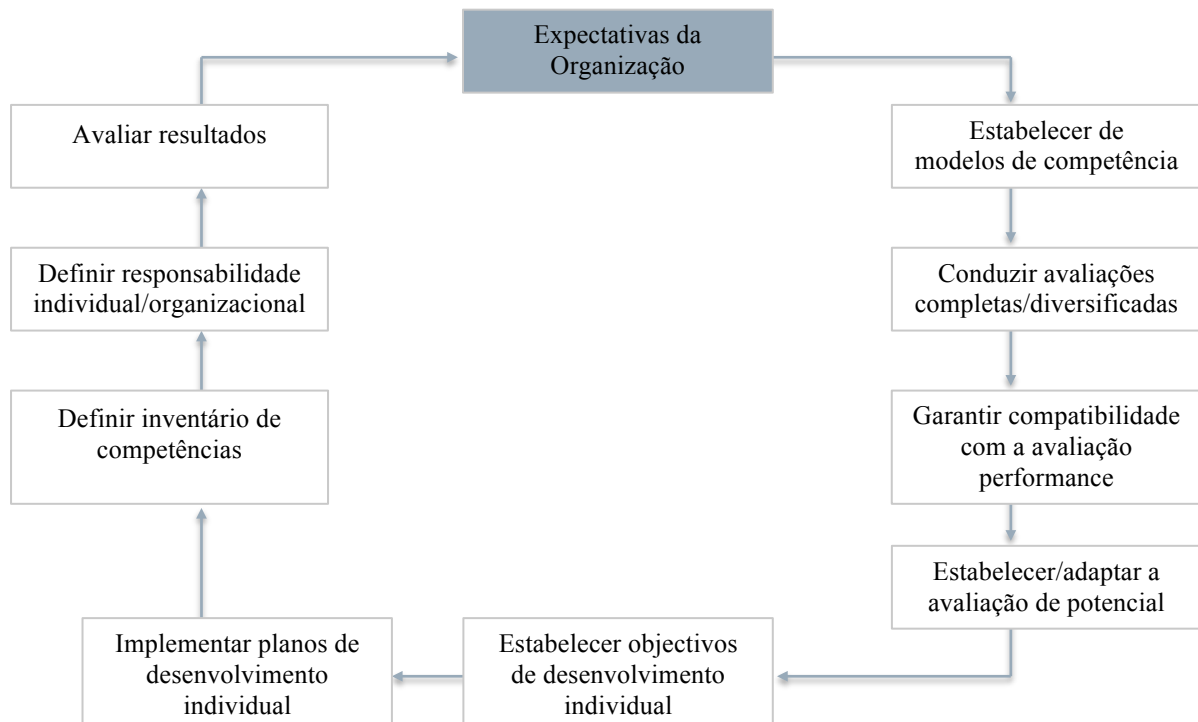 Expectativas da
Organização
Avaliar resultados
Estabelecer de
modelos de competência
Definir responsabilidade
individual/organizacional
Conduzir avaliações
completas/diversificadas
Definir inventário de
competências
Garantir compatibilidade
com a avaliação
performance
Estabelecer/adaptar a
avaliação de potencial
Implementar planos de
desenvolvimento
individual
Estabelecer objectivos
de desenvolvimento
individual